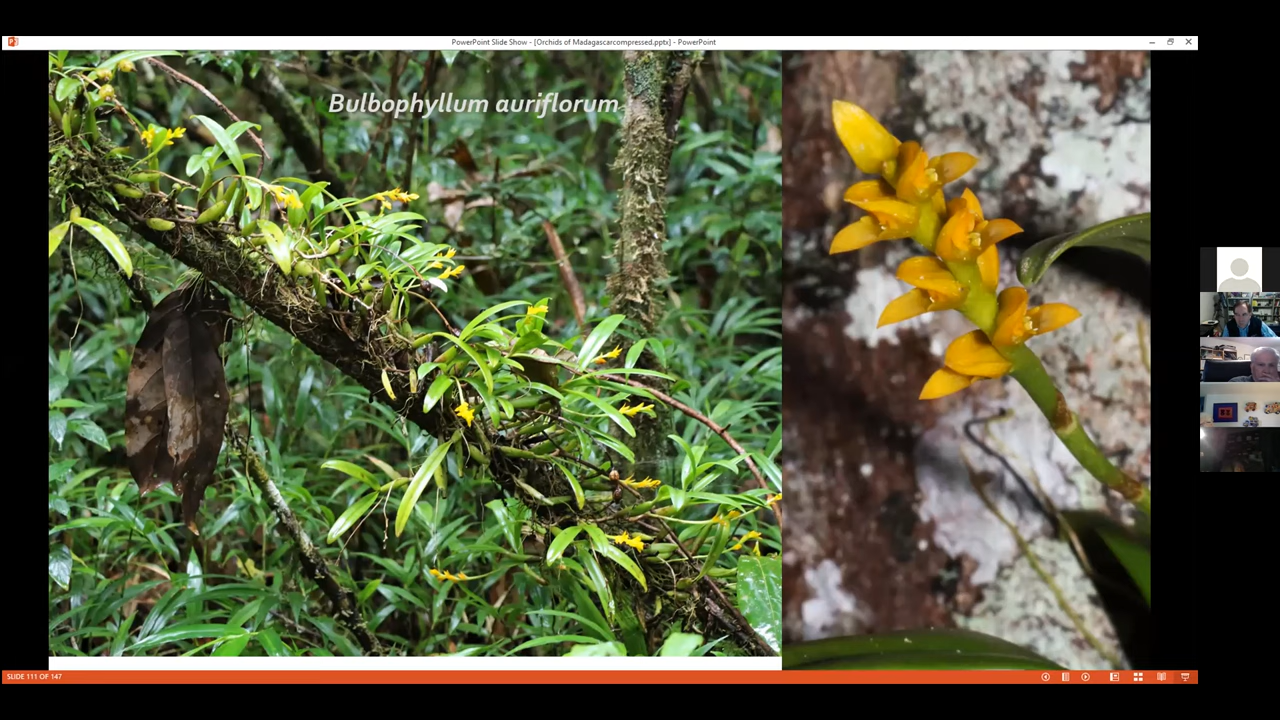 PowerPoint Slide Show - [Orchids of Madagascarcompressed.pptx] - PowerPoint
Bulbophyllum auriflorum
SLIDE 111 OF 147